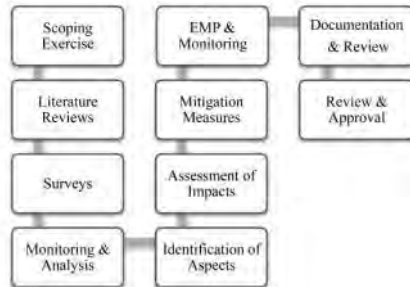 Scoping
Exercise
Literature
Reviews
Surveys
Monitoring &
Analysis
Identification of
Aspects
Assessment of
Impacts
Mitigation
Measures
EMP &
Monitoring
Documentation
& Review
Review &
Approval